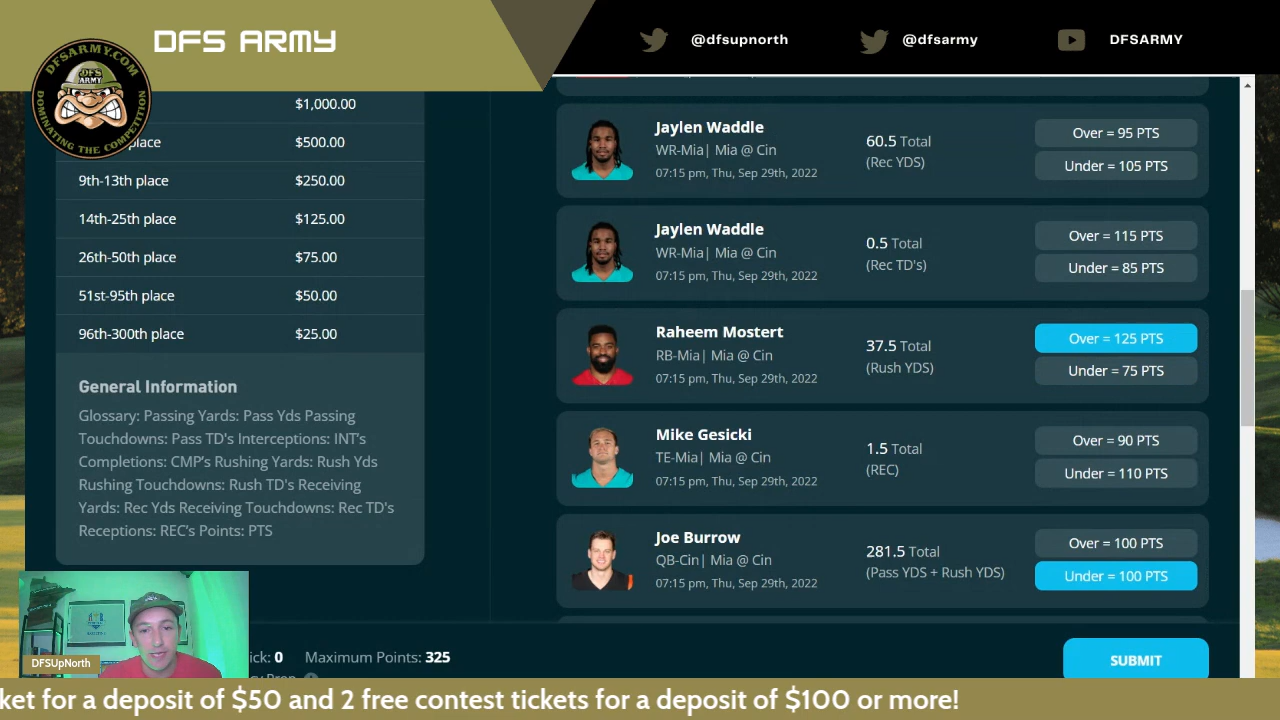 DFS ARMY
@dfsupnorth
@dfsarmy
DFSARMY
DFSARMY.COM
DFS
DOMINATING THE COMPETITION
$1,000.00
place $500.00
9th-13th place $250.00
14th-25th place $125.00
26th-50th place $75.00
51st-95th place $50.00
96th-300th place $25.00
General Information
Glossary: Passing Yards: Pass Yds Passing
Touchdowns: Pass TD's Interceptions: INT's
Completions: CMP's Rushing Yards: Rush Yds
Rushing Touchdowns: Rush TD's Receiving
Yards: Rec Yds Receiving Touchdowns: Rec TD's
Receptions: REC's Points: PTS
Jaylen Waddle
WR-Mia| Mia @ Cin
07:15 pm, Thu, Sep 29th, 2022
60.5 Total
(Rec YDS)
Over = 95 PTS
Under = 105 PTS
Jaylen Waddle
WR-Mia| Mia @ Cin
07:15 pm, Thu, Sep 29th, 2022
0.5 Total
(Rec TD's)
Over = 115 PTS
Under = 85 PTS
Raheem Mostert
RB-Mia| Mia @ Cin
07:15 pm, Thu, Sep 29th, 2022
37.5 Total
(Rush YDS)
Over = 125 PTS
Under = 75 PTS
Mike Gesicki
TE-Mia| Mia @ Cin
07:15 pm, Thu, Sep 29th, 2022
1.5 Total
(REC)
Over = 90 PTS
Under = 110 PTS
Joe Burrow
QB-Cin| Mia @ Cin
07:15 pm, Thu, Sep 29th, 2022
281.5 Total
(Pass YDS + Rush YDS)
Over = 100 PTS
Under = 100 PTS
ick: 0 Maximum Points: 325
SUBMIT
DFSUpNorth
ket for a deposit of $50 and 2 free contest tickets for a deposit of $100 or more!